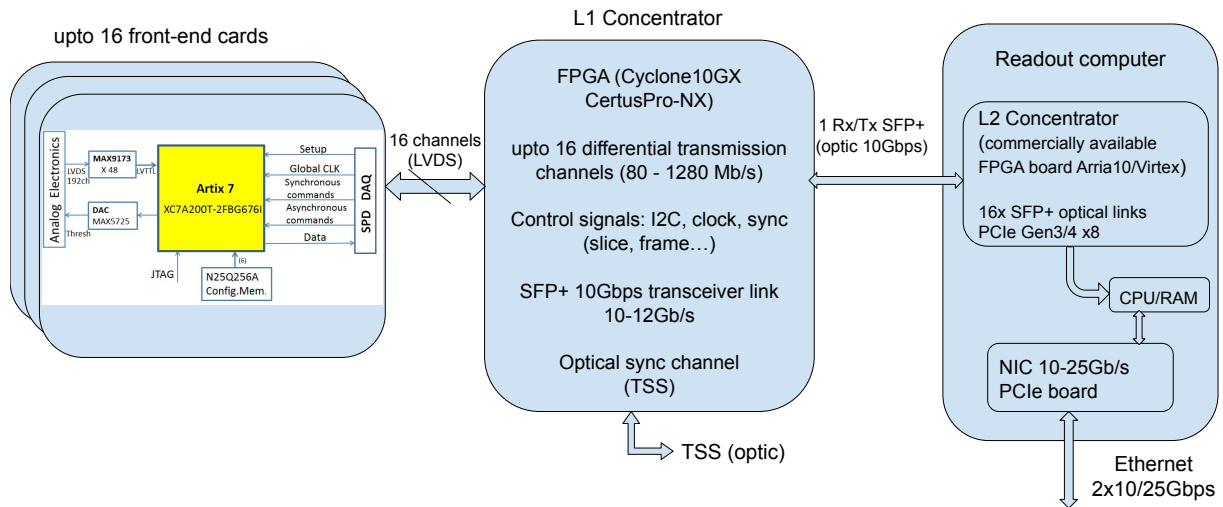 upto 16 front-end cards
Analog Electronics
MAX9173
X 48
LVDS
192ch
LVTTL
DAC
MAX5725
Thresh
Artix 7
XC7A200T-2FBG676I
JTAG
(6)
N25Q256A
Config.Mem.
Setup
Global CLK
Synchronous
commands
Asynchronous
commands
Data
SPD DAQ
16 channels
(LVDS)
L1 Concentrator
FPGA (Cyclone10GX
CertusPro-NX)
upto 16 differential transmission
channels (80 - 1280 Mb/s)
Control signals: I2C, clock, sync
(slice, frame…)
SFP+ 10Gbps transceiver link
10-12Gb/s
Optical sync channel
(TSS)
TSS (optic)
1 Rx/Tx SFP+
(optic 10Gbps)
Readout computer
L2 Concentrator
(commercially available
FPGA board Arria10/Virtex)
16x SFP+ optical links
PCIe Gen3/4 x8
CPU/RAM
NIC 10-25Gb/s
PCIe board
Ethernet
2x10/25Gbps